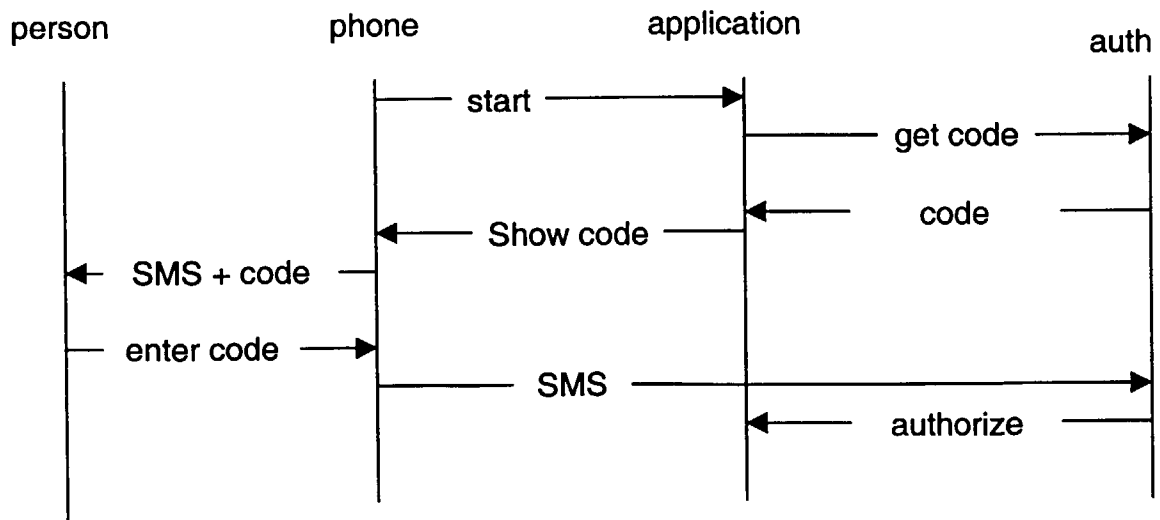 person
phone
application
auth
start
get code
code
Show code
SMS + code
enter code
SMS
authorize